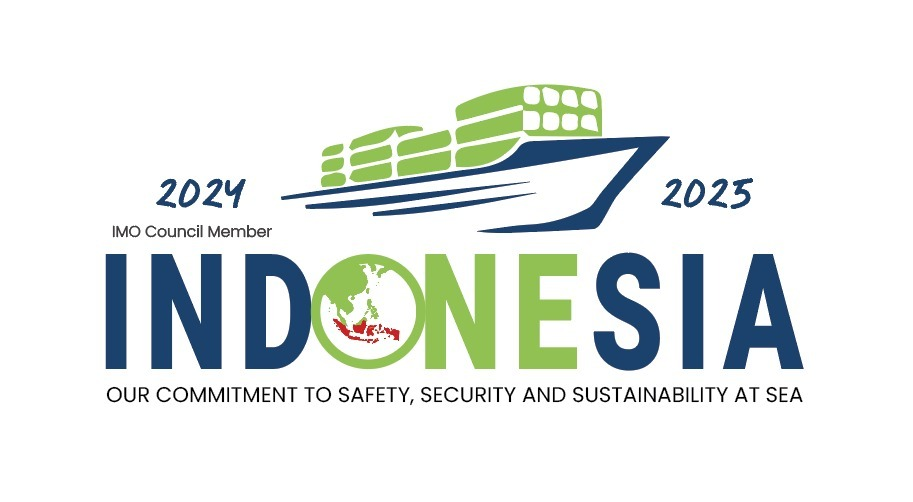 2024 2025
IMO Council Member
INDONESIA
OUR COMMITMENT TO SAFETY, SECURITY AND SUSTAINABILITY AT SEA